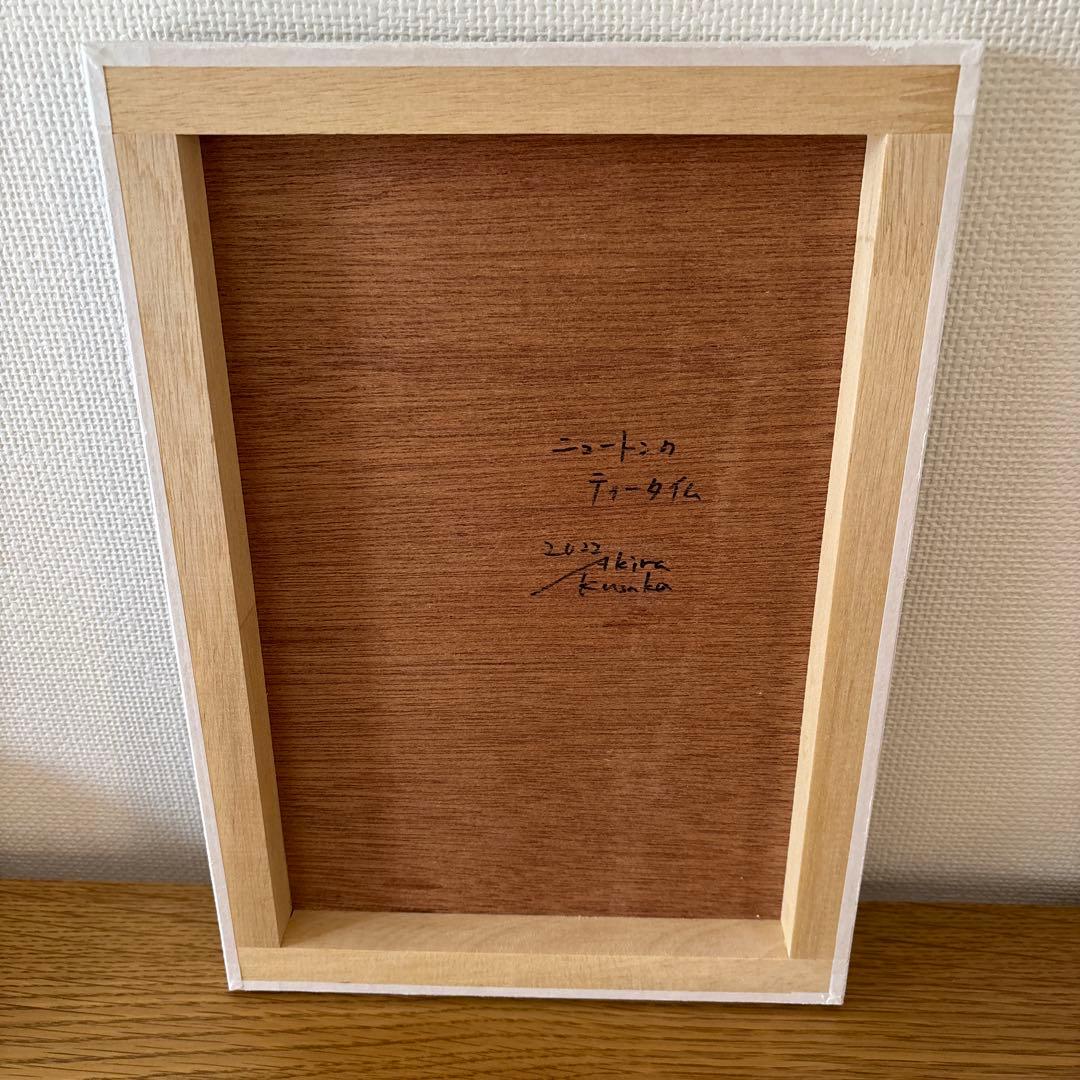 ニュートンの
ティータイム
2022
Akira
Kusaka